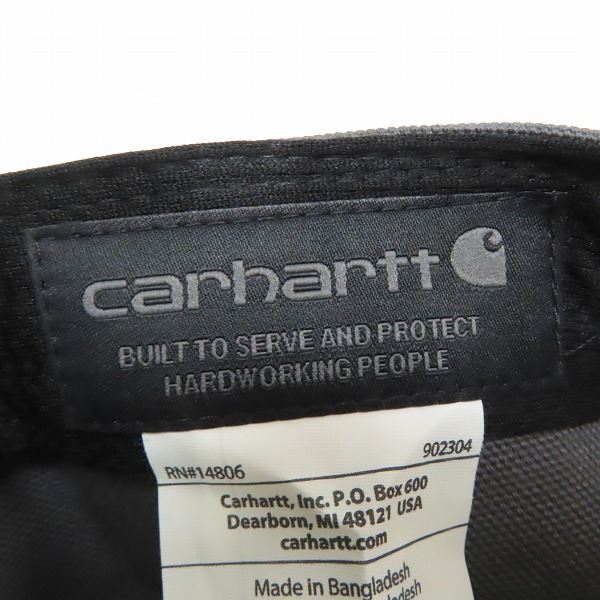 carhartt
BUILT TO SERVE AND PROTECT
HARDWORKING PEOPLE
RN#14806 902304
Carhartt, Inc. P.O. Box 600
Dearborn, MI 48121 USA
carhartt.com
Made in Bangladesh